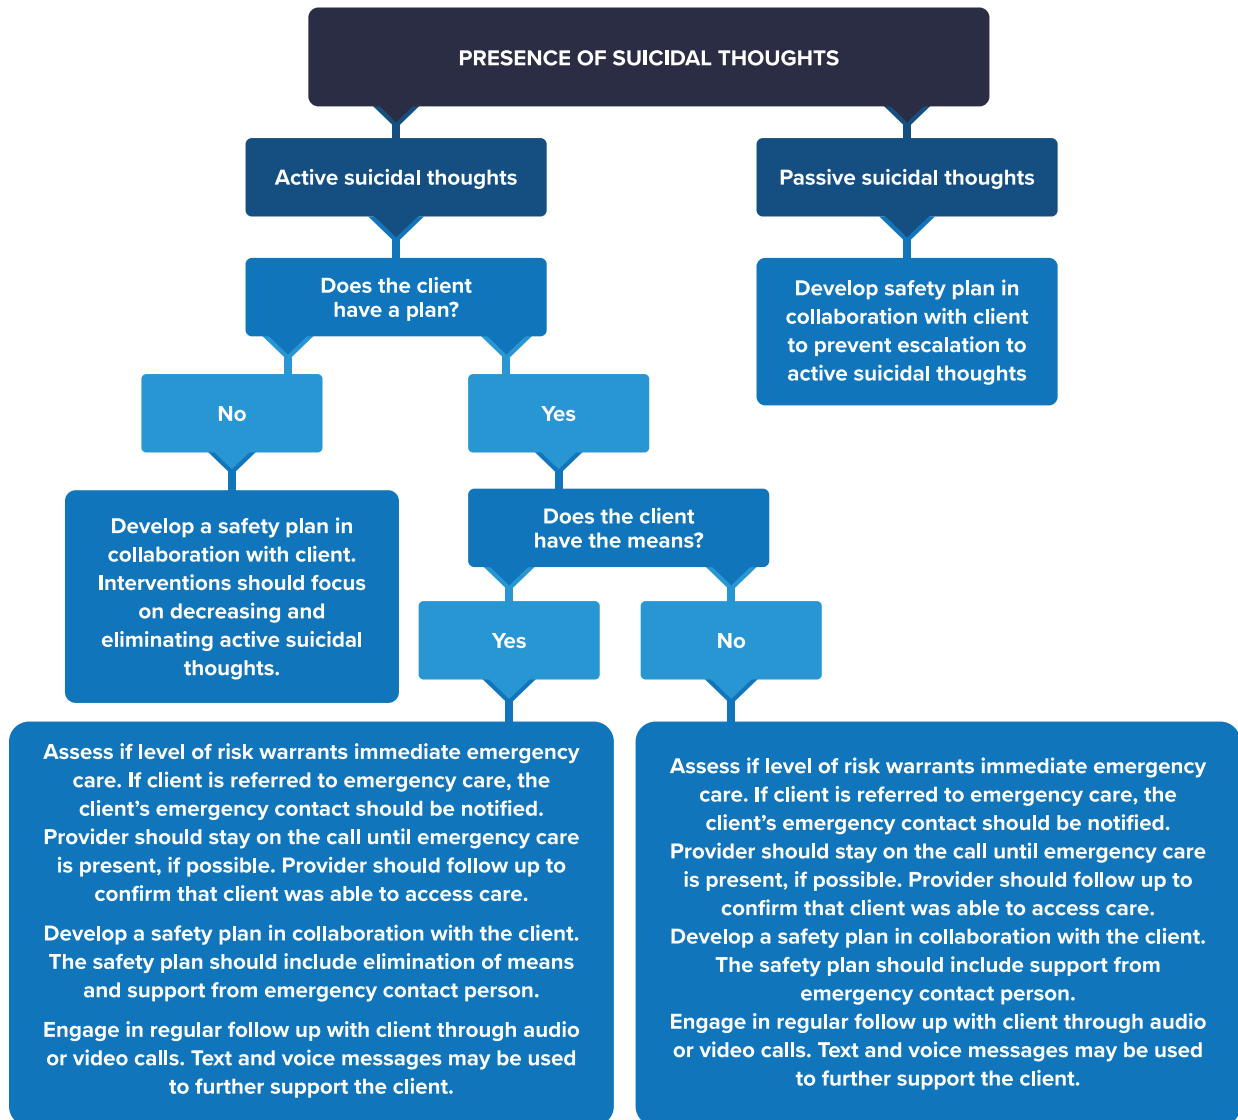 PRESENCE OF SUICIDAL THOUGHTS
Active suicidal thoughts
Passive suicidal thoughts
Does the client
have a plan?
Develop safety plan in
collaboration with client
to prevent escalation to
active suicidal thoughts
No
Yes
Develop a safety plan in
collaboration with client.
Interventions should focus
on decreasing and
eliminating active suicidal
thoughts.
Does the client
have the means?
Yes
No
Assess if level of risk warrants immediate emergency
care. If client is referred to emergency care, the
client’s emergency contact should be notified.
Provider should stay on the call until emergency care
is present, if possible. Provider should follow up to
confirm that client was able to access care.
Develop a safety plan in collaboration with the client.
The safety plan should include elimination of means
and support from emergency contact person.
Engage in regular follow up with client through audio
or video calls. Text and voice messages may be used
to further support the client.
Assess if level of risk warrants immediate emergency
care. If client is referred to emergency care, the
client’s emergency contact should be notified.
Provider should stay on the call until emergency care
is present, if possible. Provider should follow up to
confirm that client was able to access care.
Develop a safety plan in collaboration with the client.
The safety plan should include support from
emergency contact person.
Engage in regular follow up with client through audio
or video calls. Text and voice messages may be used
to further support the client.